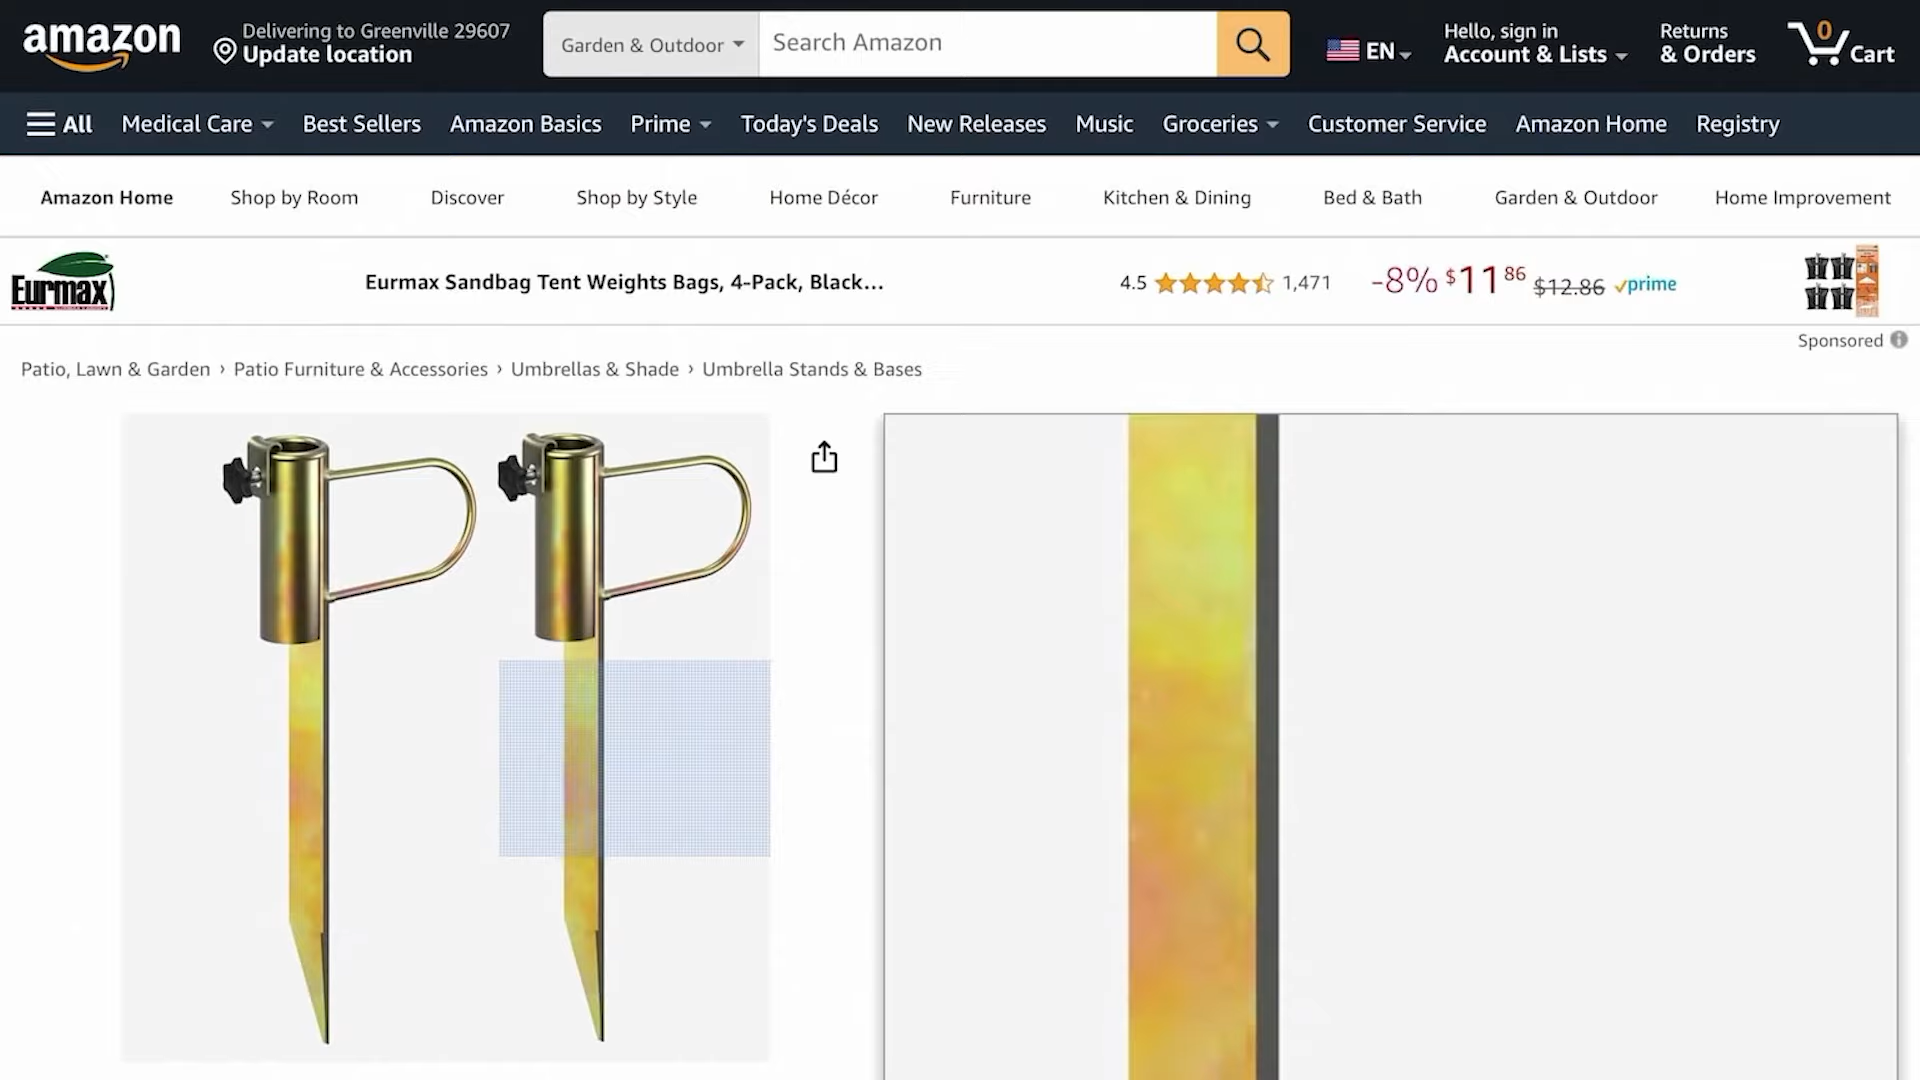 amazon
Delivering to Greenville 29607
Update location
Garden & Outdoor
Search Amazon
EN
Hello, sign in
Account & Lists
Returns
& Orders
0
Cart
All
Medical Care
Best Sellers
Amazon Basics
Prime
Today's Deals
New Releases
Music
Groceries
Customer Service
Amazon Home
Registry
Amazon Home
Shop by Room
Discover
Shop by Style
Home Décor
Furniture
Kitchen & Dining
Bed & Bath
Garden & Outdoor
Home Improvement
Eurmax
Eurmax Sandbag Tent Weights Bags, 4-Pack, Black...
4.5
1,471
-8% $11 86 $12.86 prime
Sponsored
Patio, Lawn & Garden › Patio Furniture & Accessories › Umbrellas & Shade › Umbrella Stands & Bases